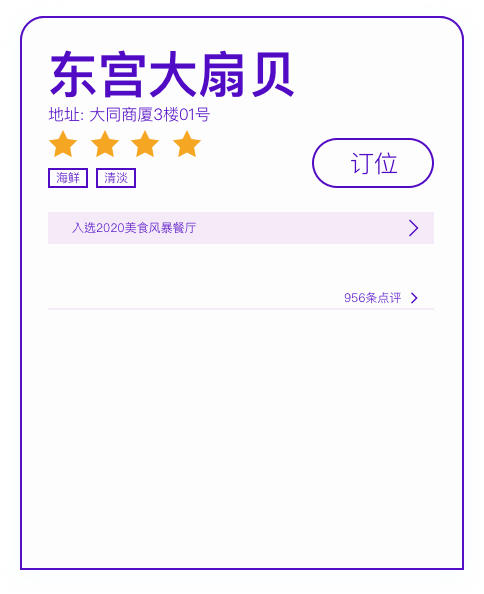 东宫大扇贝
地址: 大同商厦3楼01号
订位
海鲜 清淡
入选2020美食风暴餐厅
956条点评